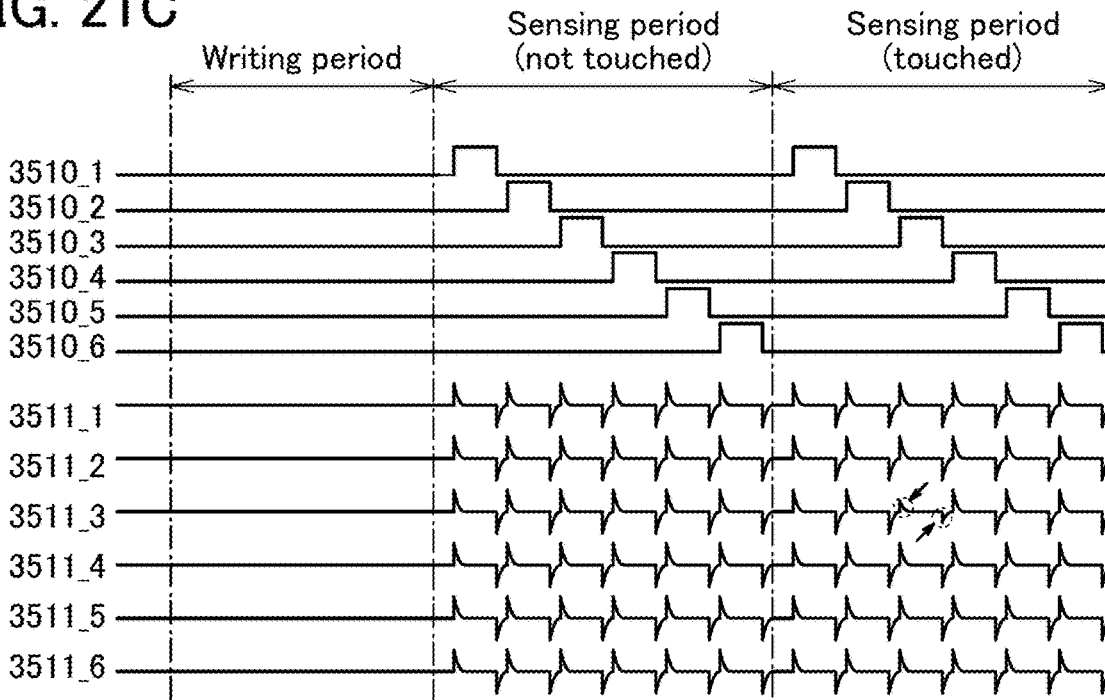 FIG. 21C
Writing period
Sensing period
(not touched)
Sensing period
(touched)
3510_1
3510_2
3510_3
3510_4
3510_5
3510_6
3511_1
3511_2
3511_3
3511_4
3511_5
3511_6